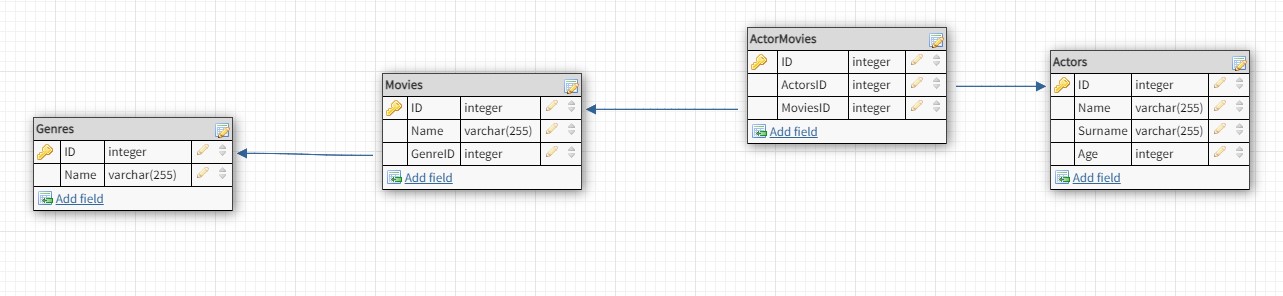 Genres
ID integer
Name varchar(255)
Add field
Movies
ID integer
Name varchar(255)
GenreID integer
Add field
ActorMovies
ID integer
ActorsID integer
MoviesID integer
Add field
Actors
ID integer
Name varchar(255)
Surname varchar(255)
Age integer
Add field